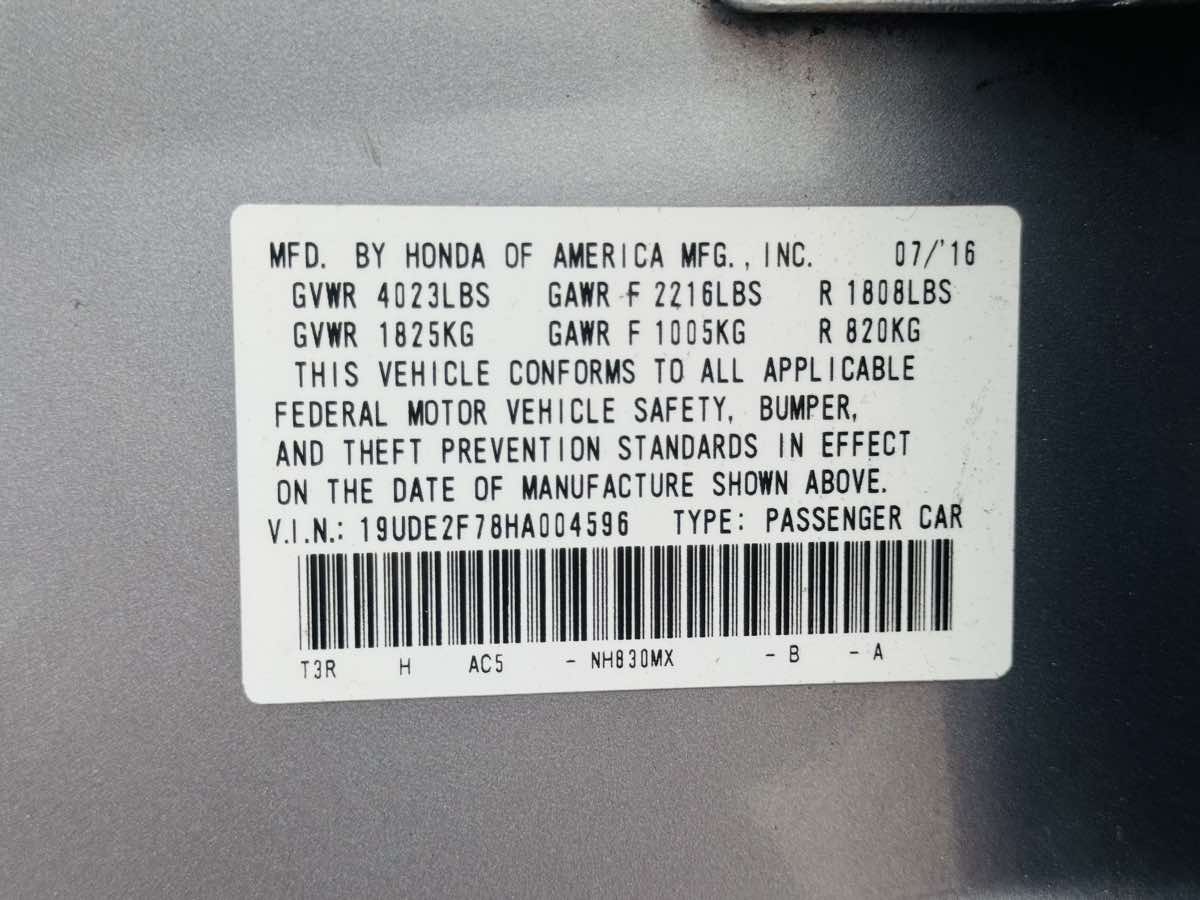 MFD. BY HONDA OF AMERICA MFG., INC. 07/'16
GVWR 4023LBS GAWR F 2216LBS R 1808LBS
GVWR 1825KG GAWR F 1005KG R 820KG
THIS VEHICLE CONFORMS TO ALL APPLICABLE
FEDERAL MOTOR VEHICLE SAFETY, BUMPER,
AND THEFT PREVENTION STANDARDS IN EFFECT
ON THE DATE OF MANUFACTURE SHOWN ABOVE.
V.I.N.: 19UDE2F78HA004596 TYPE: PASSENGER CAR
T3R H AC5 - NH830MX - B - A